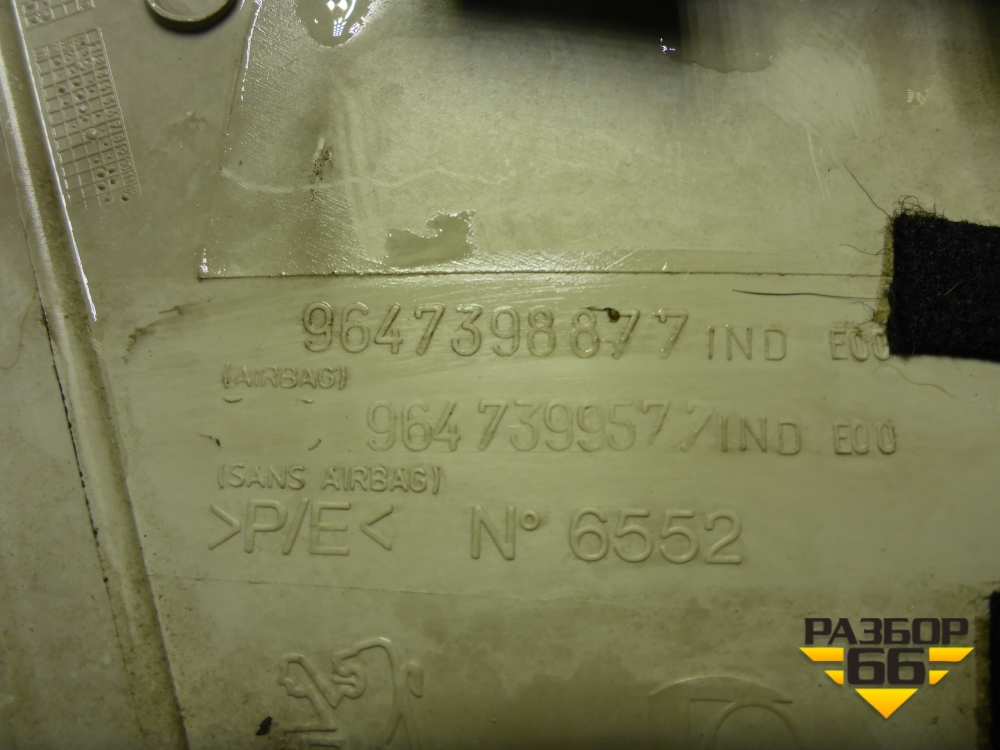 9647398877 IND E00
(AIRBAG)
9647399577 IND E00
(SANS AIRBAG)
>P/E< N° 6552
РАЗБОР
66